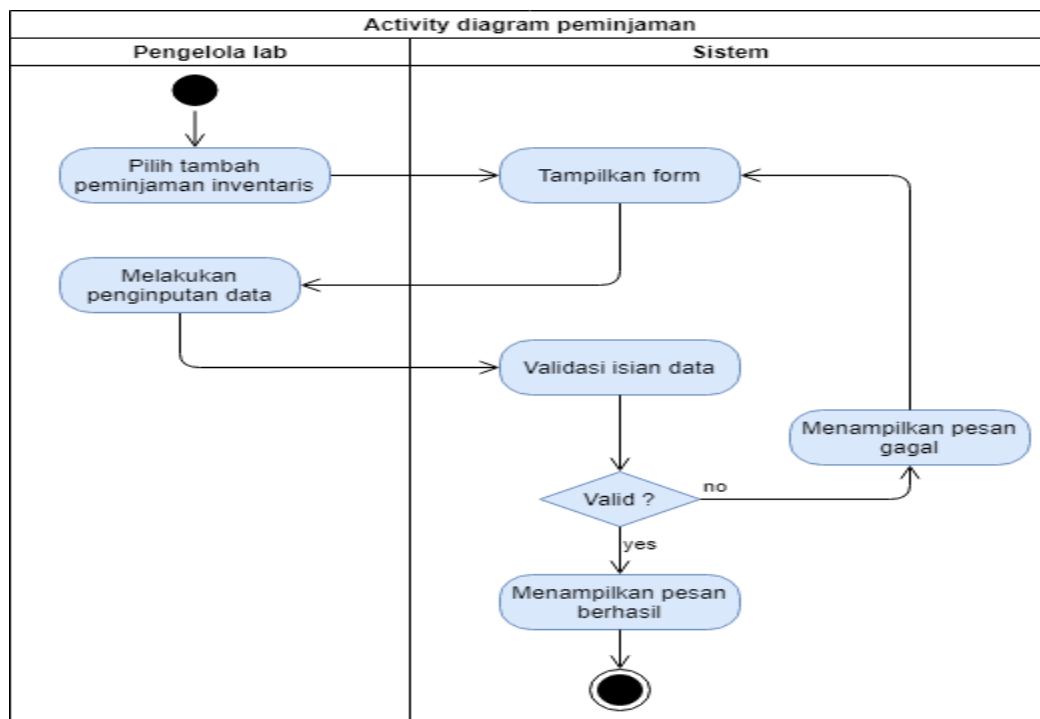 Activity diagram peminjaman
Pengelola lab
Sistem
Pilih tambah
peminjaman inventaris
Tampilkan form
Melakukan
penginputan data
Validasi isian data
Menampilkan pesan
gagal
Valid ?
no
yes
Menampilkan pesan
berhasil